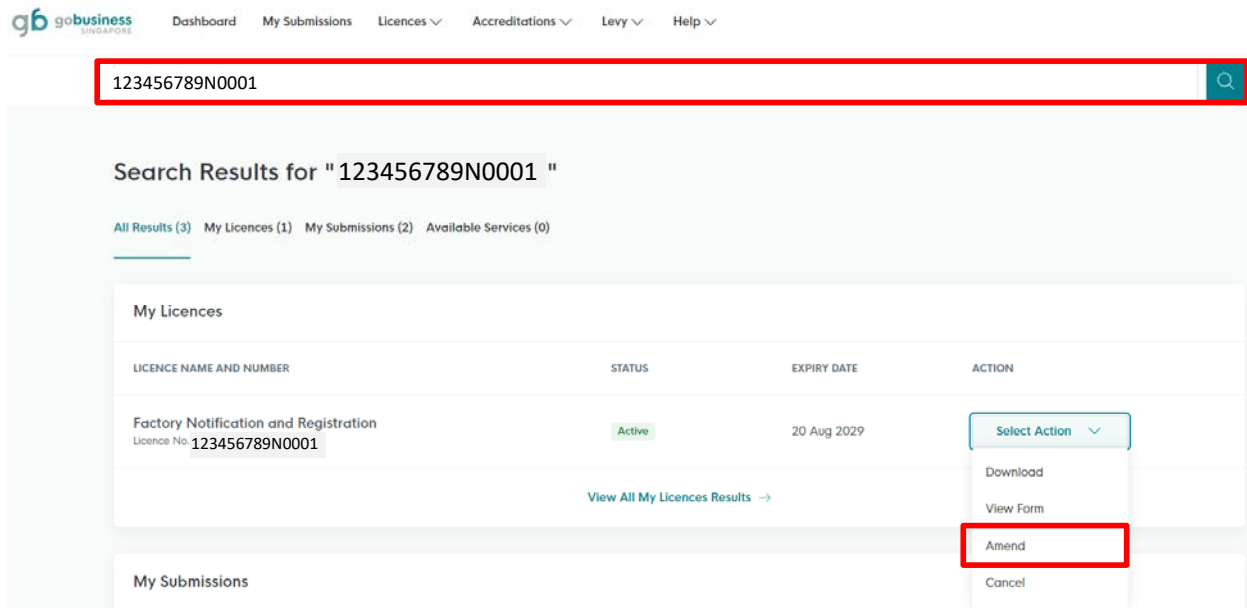 gb gobusiness SINGAPORE Dashboard My Submissions Licences Accreditations Levy Help
123456789N0001
Search Results for "123456789N0001 "
All Results (3) My Licences (1) My Submissions (2) Available Services (0)
My Licences
LICENCE NAME AND NUMBER STATUS EXPIRY DATE ACTION
Factory Notification and Registration Active 20 Aug 2029 Select Action
Licence No. 123456789N0001
Download
View All My Licences Results →
View Form
Amend
My Submissions Cancel